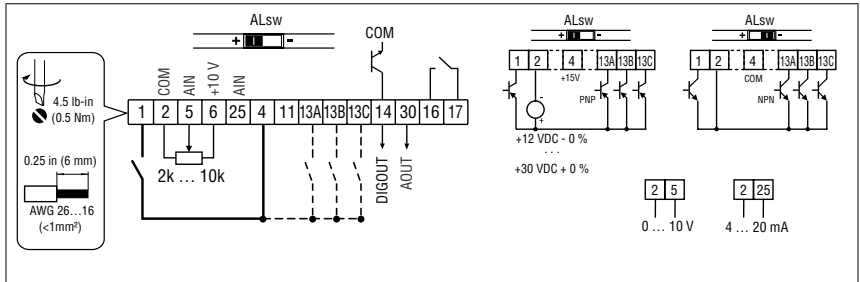 4.5 lb-in
(0.5 Nm)
0.25 in (6 mm)
AWG 26…16
(<1mm²)
ALsw
+ -
COM
COM
AIN
+10 V
AIN
1 2 5 6 25 4 11 13A 13B 13C 14 30 16 17
2k … 10k
DIGOUT
AOUT
ALsw
+ -
1 2 4 13A 13B 13C
+15V
PNP
-
+
+12 VDC - 0 %
. . .
+30 VDC + 0 %
ALsw
+ -
1 2 4 13A 13B 13C
COM
NPN
2 5
0 … 10 V
2 25
4 … 20 mA